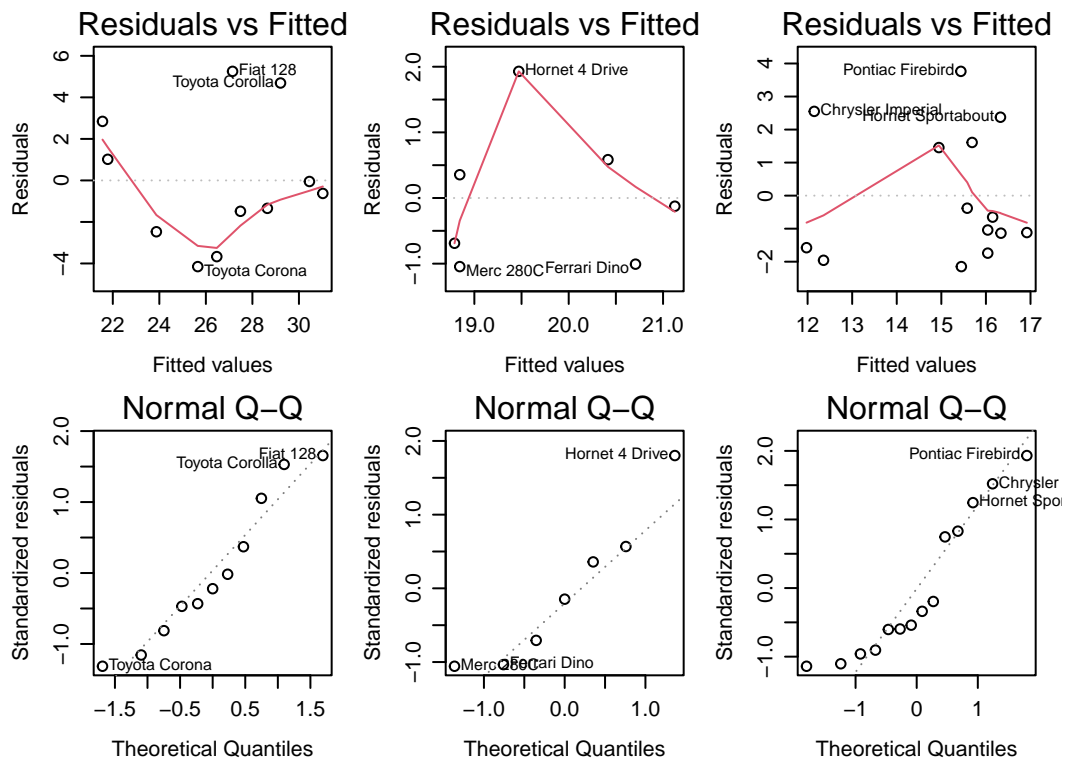 Residuals vs Fitted
Residuals
−4
0
2
4
6
Fiat 128
Toyota Corolla
Toyota Corona
22
24
26
28
30
Fitted values
Residuals vs Fitted
Residuals
−1.0
0.0
1.0
2.0
Hornet 4 Drive
Merc 280C
Ferrari Dino
19.0
20.0
21.0
Fitted values
Residuals vs Fitted
Residuals
−2
0
1
2
3
4
Pontiac Firebird
Chrysler Imperial
Hornet Sportabout
12
13
14
15
16
17
Fitted values
Normal Q−Q
Standardized residuals
−1.0
0.0
1.0
2.0
Fiat 128
Toyota Corolla
Toyota Corona
−1.5
−0.5
0.5
1.5
Theoretical Quantiles
Normal Q−Q
Standardized residuals
−1.0
0.0
1.0
2.0
Hornet 4 Drive
Merc 280C
Ferrari Dino
−1.0
0.0
1.0
Theoretical Quantiles
Normal Q−Q
Standardized residuals
−1.0
0.0
1.0
2.0
Pontiac Firebird
Chrysler
Hornet Spo
−1
0
1
Theoretical Quantiles